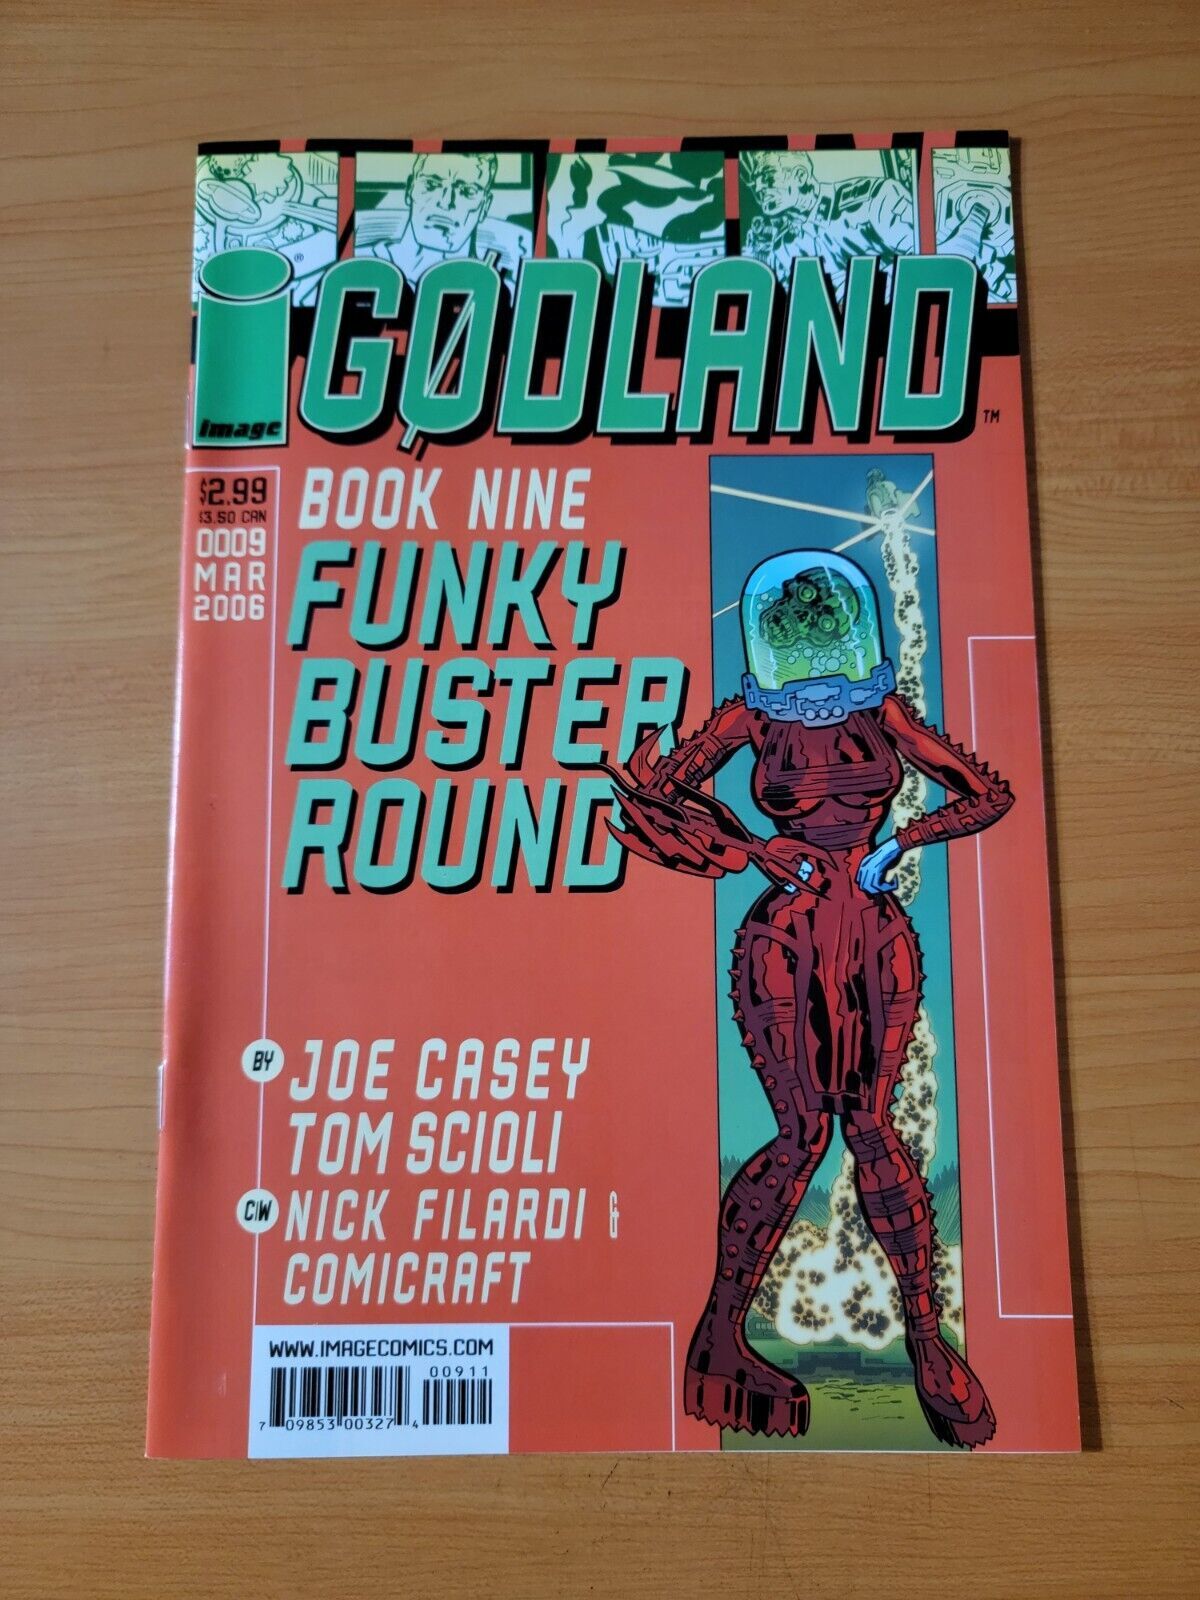 ®
GØDLAND
TM
image
$2.99
$3.50 CAN
0009
MAR
2006
BOOK NINE
FUNKY
BUSTER
ROUND
BY
JOE CASEY
TOM SCIOLI
C/W
NICK FILARDI &
COMICRAFT
WWW.IMAGECOMICS.COM
00911
7 09853 00327 4